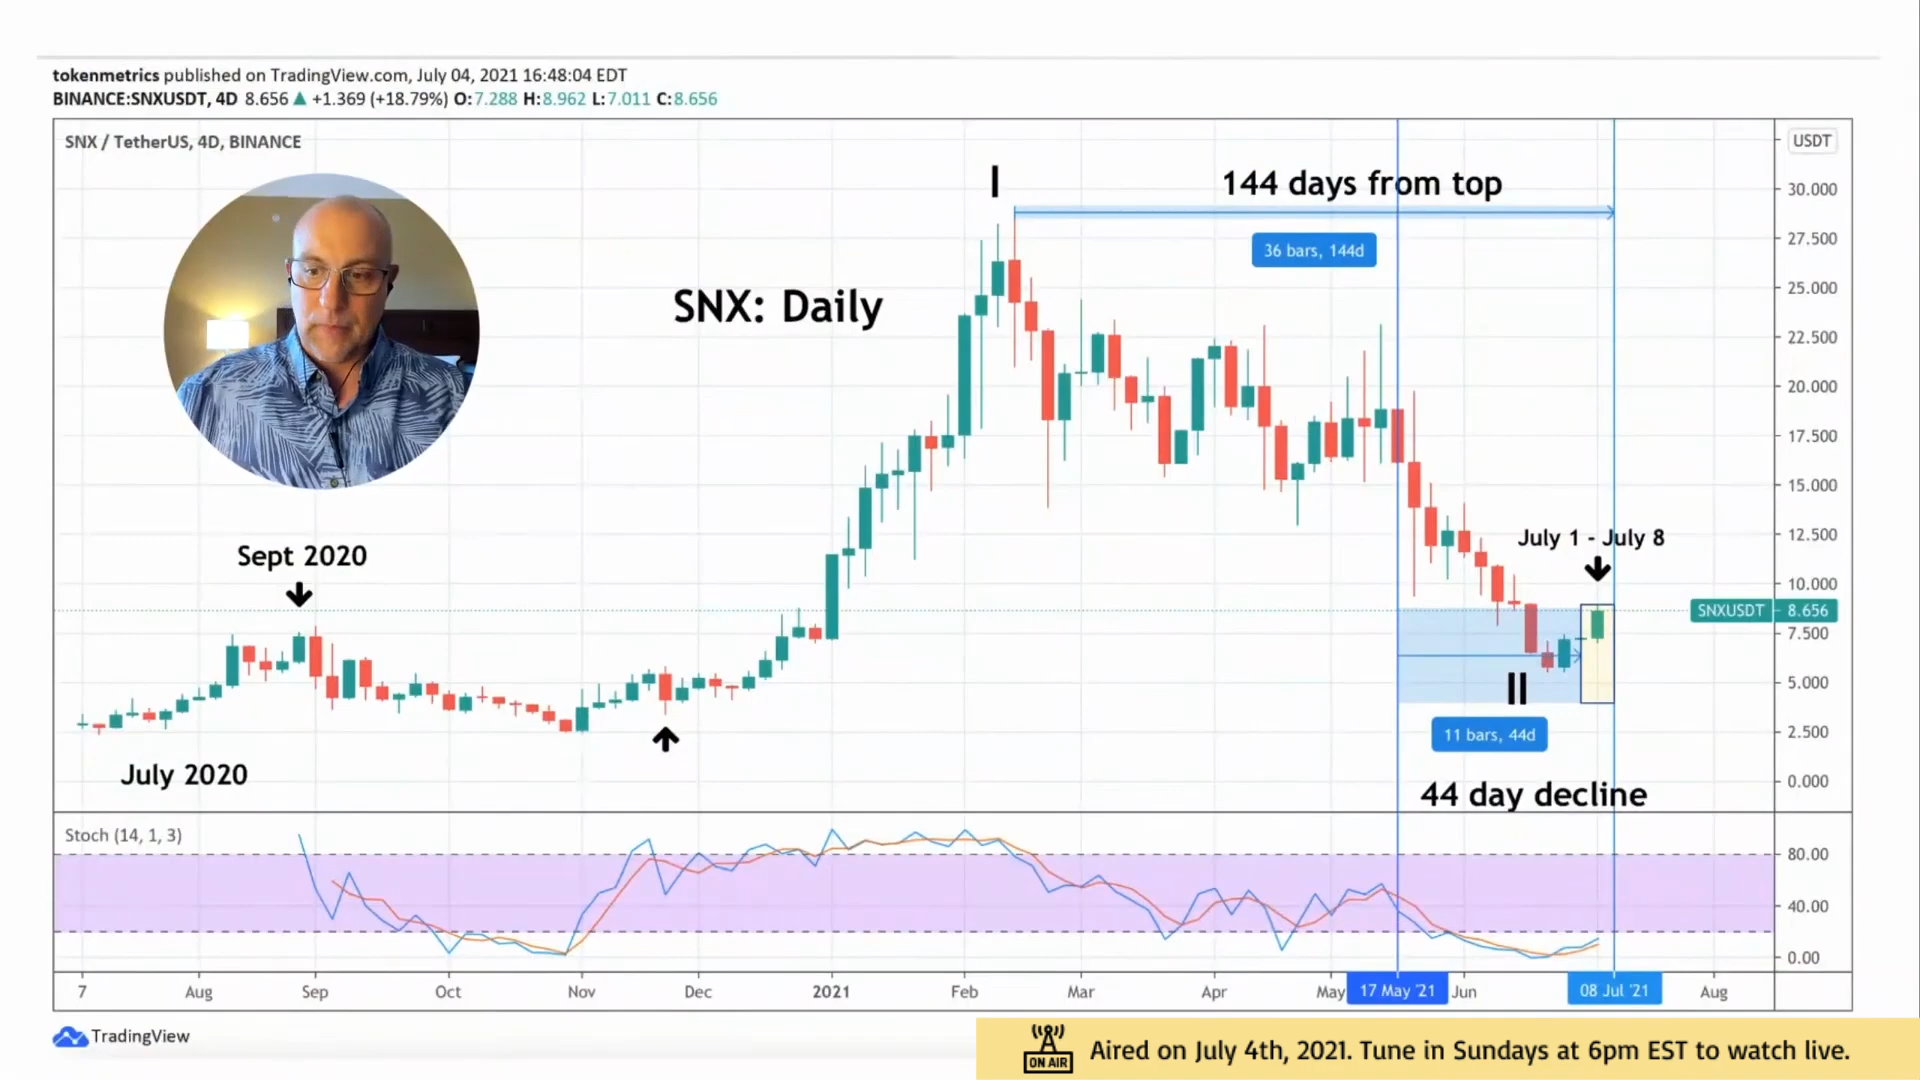 tokenmetrics published on TradingView.com, July 04, 2021 16:48:04 EDT
BINANCE:SNXUSDT, 4D 8.656 ▲ +1.369 (+18.79%) O:7.288 H:8.962 L:7.011 C:8.656
SNX / TetherUS, 4D, BINANCE
USDT
I
144 days from top
36 bars, 144d
SNX: Daily
30.000
27.500
25.000
22.500
20.000
17.500
15.000
12.500
10.000
SNXUSDT 8.656
7.500
5.000
2.500
0.000
Sept 2020
July 1 - July 8
II
11 bars, 44d
July 2020
44 day decline
Stoch (14, 1, 3)
80.00
40.00
0.00
7 Aug Sep Oct Nov Dec 2021 Feb Mar Apr May 17 May '21 Jun 08 Jul '21 Aug
TradingView
ON AIR
Aired on July 4th, 2021. Tune in Sundays at 6pm EST to watch live.